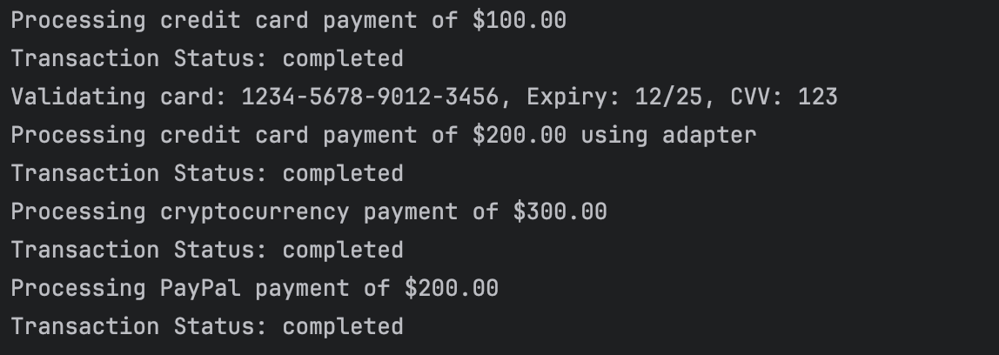 Processing credit card payment of $100.00
Transaction Status: completed
Validating card: 1234-5678-9012-3456, Expiry: 12/25, CVV: 123
Processing credit card payment of $200.00 using adapter
Transaction Status: completed
Processing cryptocurrency payment of $300.00
Transaction Status: completed
Processing PayPal payment of $200.00
Transaction Status: completed